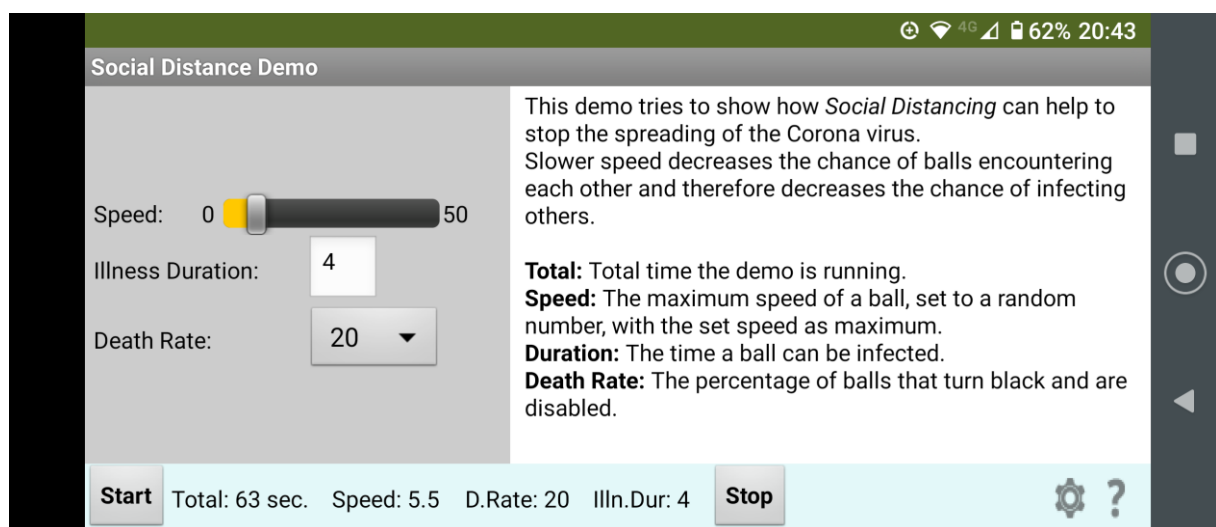 4G 62% 20:43
Social Distance Demo
Speed: 0 50
Illness Duration: 4
Death Rate: 20
This demo tries to show how Social Distancing can help to
stop the spreading of the Corona virus.
Slower speed decreases the chance of balls encountering
each other and therefore decreases the chance of infecting
others.
Total: Total time the demo is running.
Speed: The maximum speed of a ball, set to a random
number, with the set speed as maximum.
Duration: The time a ball can be infected.
Death Rate: The percentage of balls that turn black and are
disabled.
Start Total: 63 sec. Speed: 5.5 D.Rate: 20 Illn.Dur: 4 Stop ?